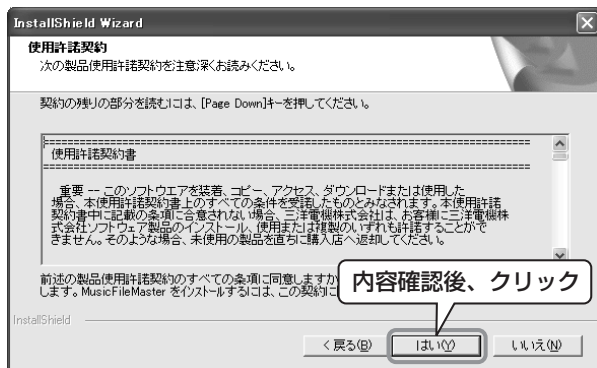 InstallShield Wizard
使用許諾契約
次の製品使用許諾契約を注意深くお読みください。
契約の残りの部分を読むには、[Page Down]キーを押してください。
使用許諾契約書
重要 -- このソフトウエアを装着、コピー、アクセス、ダウンロードまたは使用した
場合、本使用許諾契約書上のすべての条件を受諾したものとみなされます。本使用許諾
契約書中に記載の条項に合意されない場合、三洋電機株式会社は、お客様に三洋電機株
式会社ソフトウェア製品のインストール、使用または複製のいずれも許諾することがで
きません。そのような場合、未使用の製品を直ちに購入店へ返却してください。
前述の製品使用許諾契約のすべての条項に同意しますか
します。MusicFileMaster をインストールするには、この契約に
内容確認後、クリック
InstallShield
< 戻る(B)
はい(Y)
いいえ(N)